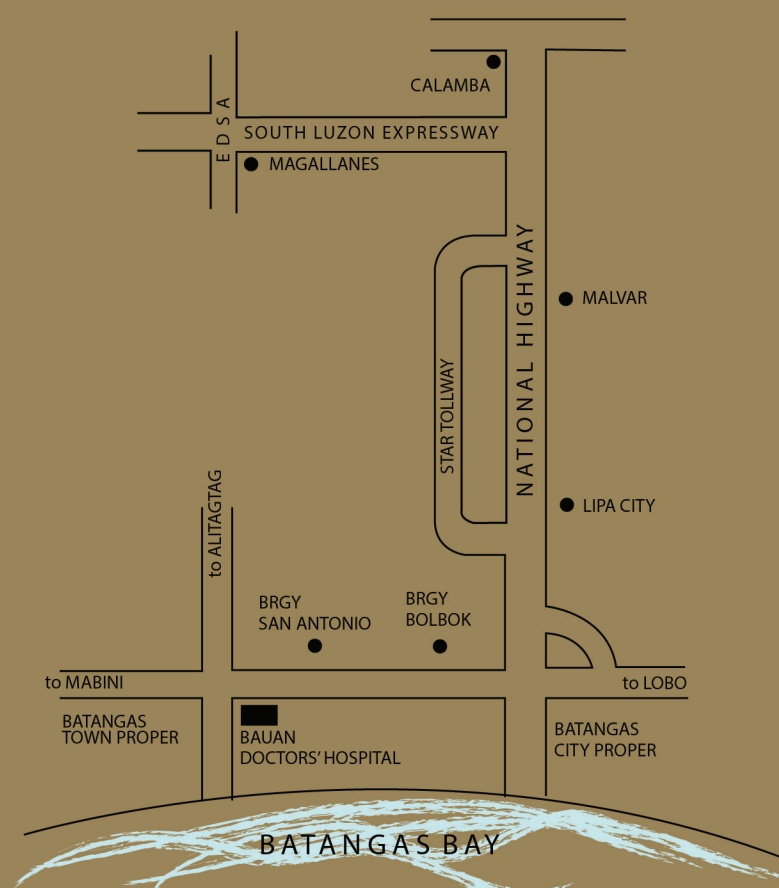 CALAMBA
EDSA
SOUTH LUZON EXPRESSWAY
MAGALLANES
NATIONAL HIGHWAY
MALVAR
STAR TOLLWAY
LIPA CITY
to ALITAGTAG
BRGY
SAN ANTONIO
BRGY
BOLBOK
to MABINI
to LOBO
BATANGAS
TOWN PROPER
BAUAN
DOCTORS' HOSPITAL
BATANGAS
CITY PROPER
BATANGAS BAY